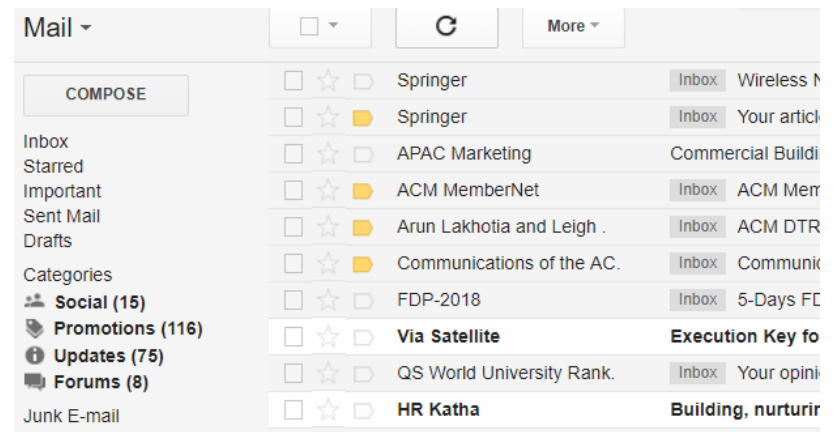 Mail
More
COMPOSE
Inbox
Starred
Important
Sent Mail
Drafts
Categories
Social (15)
Promotions (116)
Updates (75)
Forums (8)
Junk E-mail
Springer Inbox Wireless
Springer Inbox Your
APAC Marketing Commercial
ACM MemberNet Inbox ACM
Arun Lakhotia and Leigh . Inbox ACM DTR
Communications of the AC. Inbox
FDP-2018 Inbox 5-Days
Via Satellite Execution Key
QS World University Rank. Inbox Your
HR Katha Building,